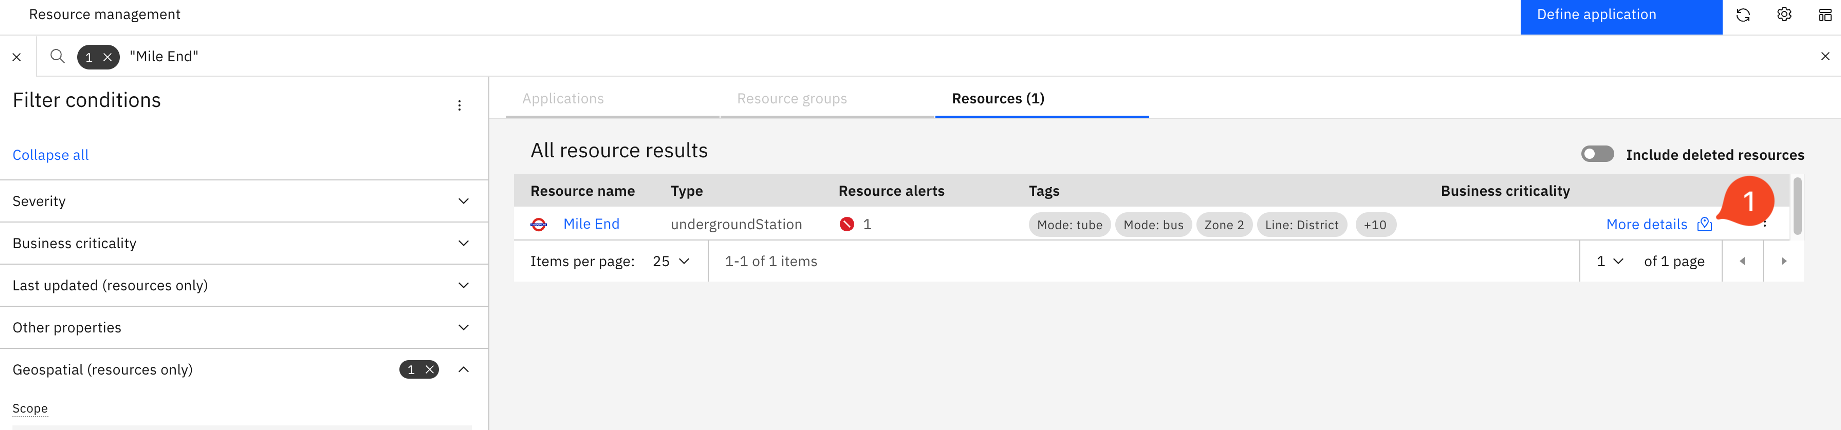 Resource management
Define application
1 "Mile End"
Filter conditions
Collapse all
Severity
Business criticality
Last updated (resources only)
Other properties
Geospatial (resources only) 1
Scope
Applications Resource groups Resources (1)
All resource results
Include deleted resources
Resource name Type Resource alerts Tags Business criticality
Mile End undergroundStation 1 Mode: tube Mode: bus Zone 2 Line: District +10 More details
1
Items per page: 25 1-1 of 1 items 1 of 1 page